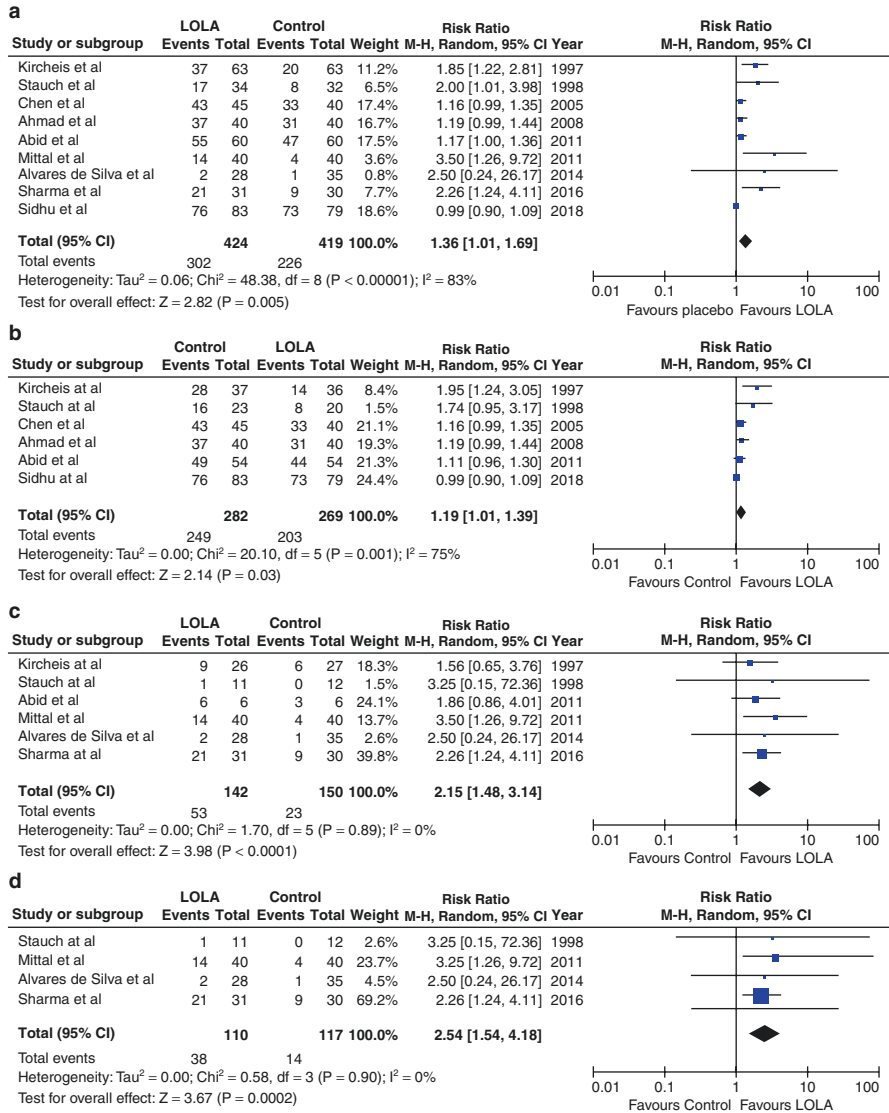 a
LOLA Control Risk Ratio Risk Ratio
Study or subgroup Events Total Events Total Weight M-H, Random, 95% CI Year M-H, Random, 95% CI
Kircheis et al 37 63 20 63 11.2% 1.85 [1.22, 2.81] 1997
Stauch et al 17 34 8 32 6.5% 2.00 [1.01, 3.98] 1998
Chen et al 43 45 33 40 17.4% 1.16 [0.99, 1.35] 2005
Ahmad et al 37 40 31 40 16.7% 1.19 [0.99, 1.44] 2008
Abid et al 55 60 47 60 17.5% 1.17 [1.00, 1.36] 2011
Mittal et al 14 40 4 40 3.6% 3.50 [1.26, 9.72] 2011
Alvares de Silva et al 2 28 1 35 0.8% 2.50 [0.24, 26.17] 2014
Sharma et al 21 31 9 30 7.7% 2.26 [1.24, 4.11] 2016
Sidhu et al 76 83 73 79 18.6% 0.99 [0.90, 1.09] 2018
Total (95% CI) 424 419 100.0% 1.36 [1.01, 1.69]
Total events 302 226
Heterogeneity: Tau² = 0.06; Chi² = 48.38, df = 8 (P < 0.00001); I² = 83%
Test for overall effect: Z = 2.82 (P = 0.005)
0.01 0.1 1 10 100
Favours placebo Favours LOLA
b
Control LOLA Risk Ratio Risk Ratio
Study or subgroup Events Total Events Total Weight M-H, Random, 95% CI Year M-H, Random, 95% CI
Kircheis at al 28 37 14 36 8.4% 1.95 [1.24, 3.05] 1997
Stauch at al 16 23 8 20 1.5% 1.74 [0.95, 3.17] 1998
Chen et al 43 45 33 40 21.1% 1.16 [0.99, 1.35] 2005
Ahmad et al 37 40 31 40 19.3% 1.19 [0.99, 1.44] 2008
Abid et al 49 54 44 54 21.3% 1.11 [0.96, 1.30] 2011
Sidhu at al 76 83 73 79 24.4% 0.99 [0.90, 1.09] 2018
Total (95% CI) 282 269 100.0% 1.19 [1.01, 1.39]
Total events 249 203
Heterogeneity: Tau² = 0.00; Chi² = 20.10, df = 5 (P = 0.001); I² = 75%
Test for overall effect: Z = 2.14 (P = 0.03)
0.01 0.1 1 10 100
Favours Control Favours LOLA
c
LOLA Control Risk Ratio Risk Ratio
Study or subgroup Events Total Events Total Weight M-H, Random, 95% CI Year M-H, Random, 95% CI
Kircheis at al 9 26 6 27 18.3% 1.56 [0.65, 3.76] 1997
Stauch at al 1 11 0 12 1.5% 3.25 [0.15, 72.36] 1998
Abid et al 6 6 3 6 24.1% 1.86 [0.86, 4.01] 2011
Mittal et al 14 40 4 40 13.7% 3.50 [1.26, 9.72] 2011
Alvares de Silva et al 2 28 1 35 2.6% 2.50 [0.24, 26.17] 2014
Sharma at al 21 31 9 30 39.8% 2.26 [1.24, 4.11] 2016
Total (95% CI) 142 150 100.0% 2.15 [1.48, 3.14]
Total events 53 23
Heterogeneity: Tau² = 0.00; Chi² = 1.70, df = 5 (P = 0.89); I² = 0%
Test for overall effect: Z = 3.98 (P < 0.0001)
0.01 0.1 1 10 100
Favours Control Favours LOLA
d
LOLA Control Risk Ratio Risk Ratio
Study or subgroup Events Total Events Total Weight M-H, Random, 95% CI Year M-H, Random, 95% CI
Stauch at al 1 11 0 12 2.6% 3.25 [0.15, 72.36] 1998
Mittal et al 14 40 4 40 23.7% 3.25 [1.26, 9.72] 2011
Alvares de Silva et al 2 28 1 35 4.5% 2.50 [0.24, 26.17] 2014
Sharma et al 21 31 9 30 69.2% 2.26 [1.24, 4.11] 2016
Total (95% CI) 110 117 100.0% 2.54 [1.54, 4.18]
Total events 38 14
Heterogeneity: Tau² = 0.00; Chi² = 0.58, df = 3 (P = 0.90); I² = 0%
Test for overall effect: Z = 3.67 (P = 0.0002)
0.01 0.1 1 10 100
Favours Control Favours LOLA